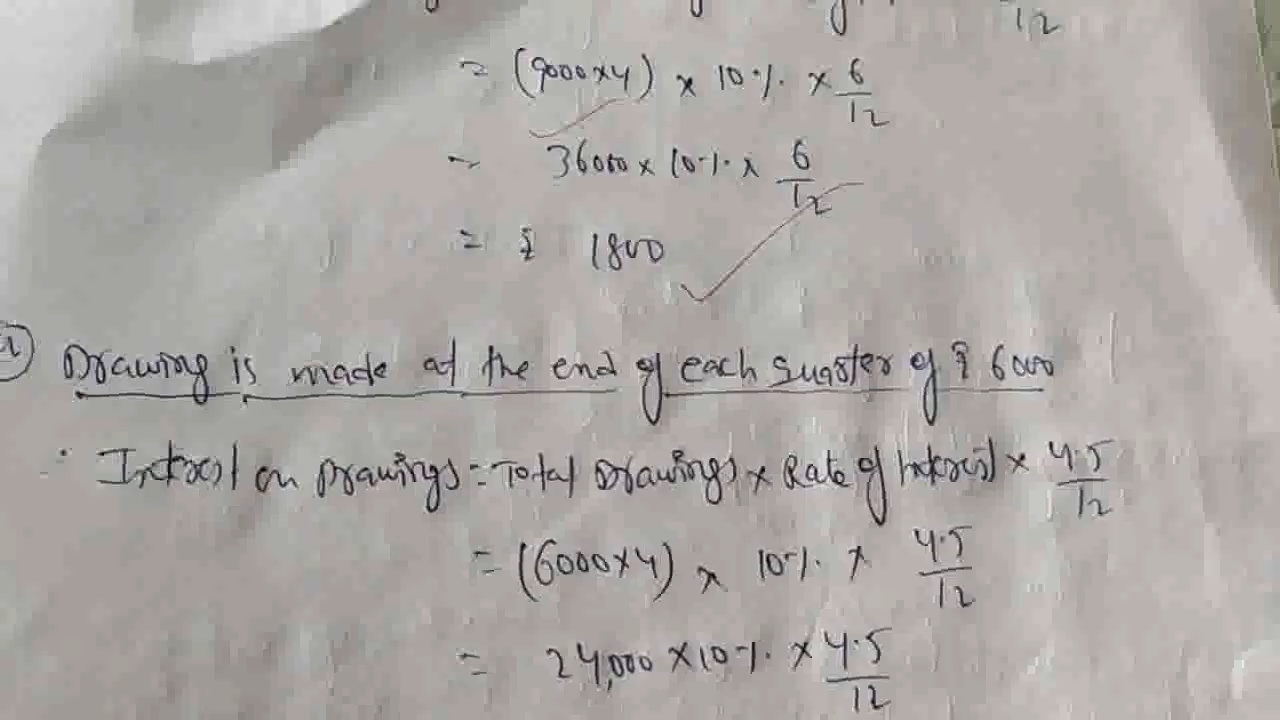 12
= (9000×4) × 10% × 6/12
= 36000 × 10% × 6/12
= ₹ 1800
Drawing is made at the end of each quarter of ₹ 6000
∴ Interest on Drawings = Total Drawings × Rate of Interest × 4.5/12
= (6000×4) × 10% × 4.5/12
= 24,000 × 10% × 4.5/12